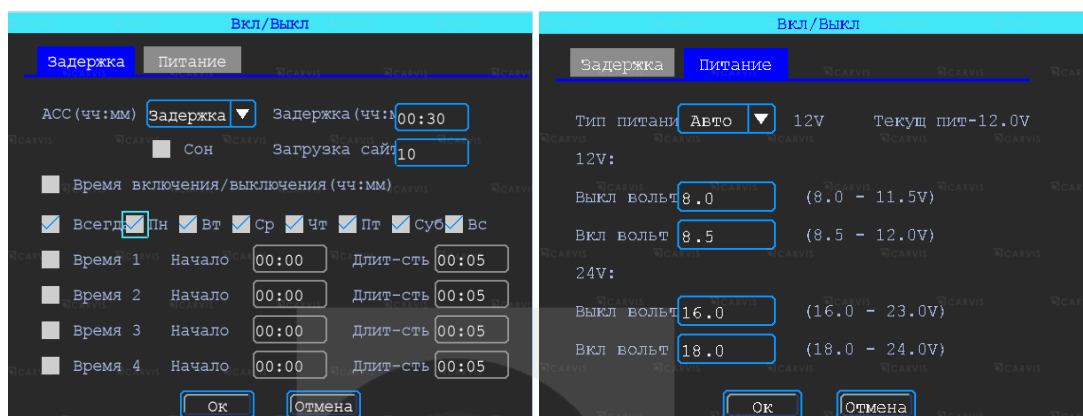 Вкл/Выкл
Задержка Питание
ACC(чч:мм) Задержка Задержка(чч: 00:30
Сон Загрузка сайт 10
Время включения/выключения(чч:мм)
Всегд Пн Вт Ср Чт Пт Суб Вс
Время 1 Начало 00:00 Длит-сть 00:05
Время 2 Начало 00:00 Длит-сть 00:05
Время 3 Начало 00:00 Длит-сть 00:05
Время 4 Начало 00:00 Длит-сть 00:05
Ок Отмена
Вкл/Выкл
Задержка Питание
Тип питани Авто 12V Текущ пит-12.0V
12V:
Выкл вольт 8.0 (8.0 - 11.5V)
Вкл вольт 8.5 (8.5 - 12.0V)
24V:
Выкл вольт 16.0 (16.0 - 23.0V)
Вкл вольт 18.0 (18.0 - 24.0V)
Ок Отмена